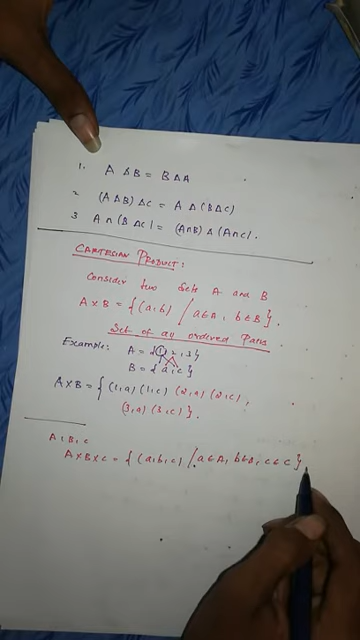 1. A Δ B = B Δ A
2 (A Δ B) Δ C = A Δ (B Δ C)
3 A ∩ (B Δ C) = (A∩B) Δ (A∩C).
CARTESIAN PRODUCT:
Consider two sets A and B
A×B = {(a,b) / a∈A, b∈B}.
Set of all ordered Pairs
Example: A = {1, 2, 3}
B = {a, c}
A×B = {(1,a) (1,c) (2,a) (2,c),
(3,a) (3,c)}.
A, B, C
A×B×C = {(a,b,c) / a∈A, b∈B, c∈C}